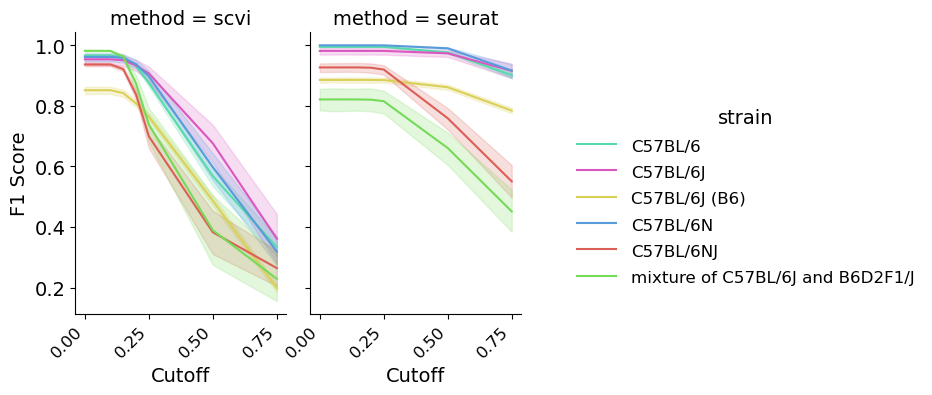 method = scvi
method = seurat
1.0
0.8
0.6
0.4
0.2
F1 Score
0.00
0.25
0.50
0.75
Cutoff
0.00
0.25
0.50
0.75
Cutoff
strain
C57BL/6
C57BL/6J
C57BL/6J (B6)
C57BL/6N
C57BL/6NJ
mixture of C57BL/6J and B6D2F1/J